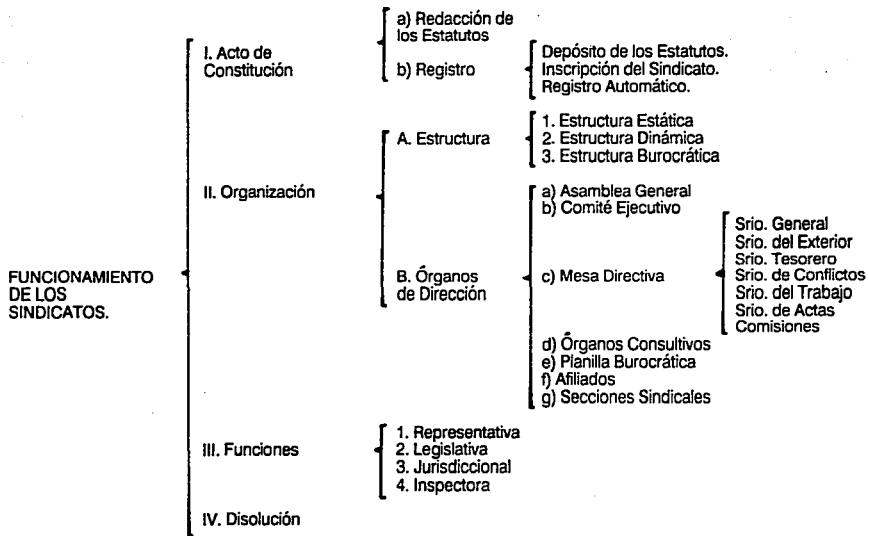 FUNCIONAMIENTO
DE LOS
SINDICATOS.
I. Acto de
Constitución
a) Redacción de
los Estatutos
b) Registro
Depósito de los Estatutos.
Inscripción del Sindicato.
Registro Automático.
II. Organización
A. Estructura
1. Estructura Estática
2. Estructura Dinámica
3. Estructura Burocrática
B. Órganos
de Dirección
a) Asamblea General
b) Comité Ejecutivo
c) Mesa Directiva
Srio. General
Srio. del Exterior
Srio. Tesorero
Srio. de Conflictos
Srio. del Trabajo
Srio. de Actas
Comisiones
d) Órganos Consultivos
e) Planilla Burocrática
f) Afiliados
g) Secciones Sindicales
III. Funciones
1. Representativa
2. Legislativa
3. Jurisdiccional
4. Inspectora
IV. Disolución